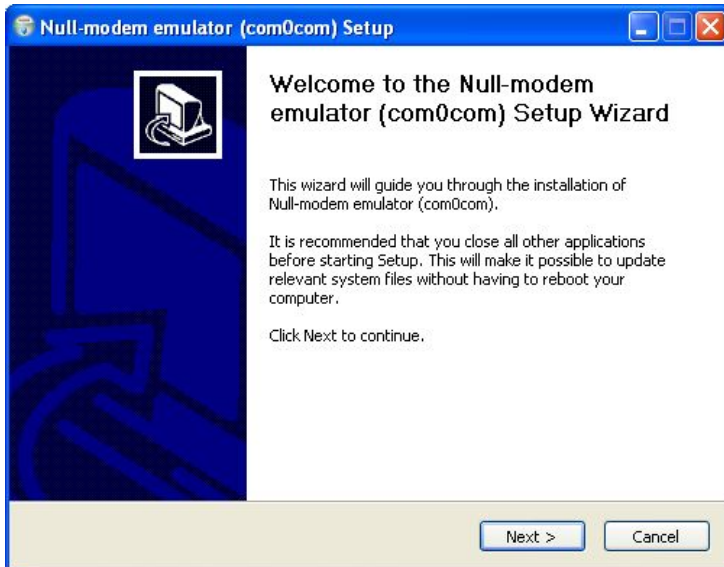 Null-modem emulator (com0com) Setup
Welcome to the Null-modem
emulator (com0com) Setup Wizard
This wizard will guide you through the installation of
Null-modem emulator (com0com).
It is recommended that you close all other applications
before starting Setup. This will make it possible to update
relevant system files without having to reboot your
computer.
Click Next to continue.
Next >
Cancel